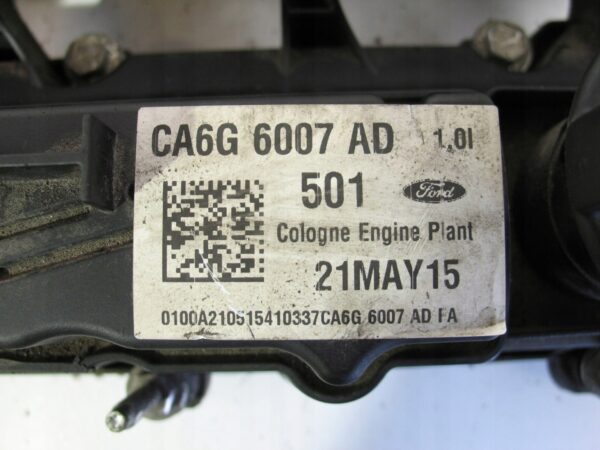 CA6G 6007 AD 1,0l
501 Ford
Cologne Engine Plant
21MAY15
0100A210515410337CA6G 6007 AD FA